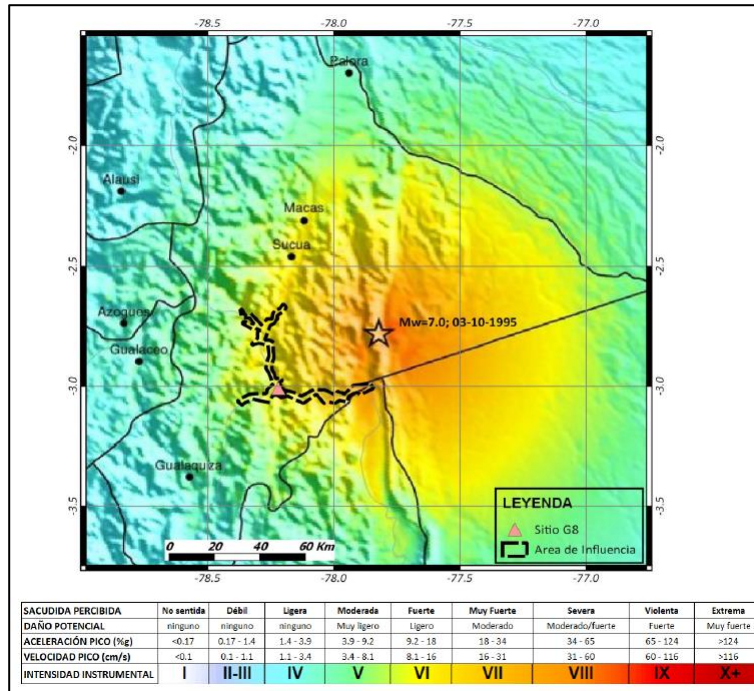 -78.5 -78.0 -77.5 -77.0
Palora
-2.0
-2.0
Alausí
Macas
Sucua
-2.5
-2.5
Azogues
Mw=7.0; 03-10-1995
Gualaceo
-3.0
-3.0
Gualaquiza
LEYENDA
-3.5
-3.5
Sitio G8
0 20 40 60 Km
Area de Influencia
-78.5 -78.0 -77.5 -77.0
SACUDIDA PERCIBIDA No sentida Débil Ligera Moderada Fuerte Muy Fuerte Severa Violenta Extrema
DAÑO POTENCIAL ninguno ninguno ninguno Muy ligero Ligero Moderado Moderado/fuerte Fuerte Muy fuerte
ACELERACIÓN PICO (%g) <0.17 0.17 - 1.4 1.4 - 3.9 3.9 - 9.2 9.2 - 18 18 - 34 34 - 65 65 - 124 >124
VELOCIDAD PICO (cm/s) <0.1 0.1 - 1.1 1.1 - 3.4 3.4 - 8.1 8.1 - 16 16 - 31 31 - 60 60 - 116 >116
INTENSIDAD INSTRUMENTAL I II-III IV V VI VII VIII IX X+